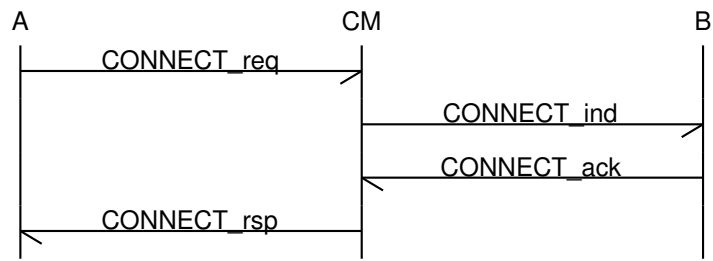 A CM B
CONNECT_req
CONNECT_ind
CONNECT_ack
CONNECT_rsp